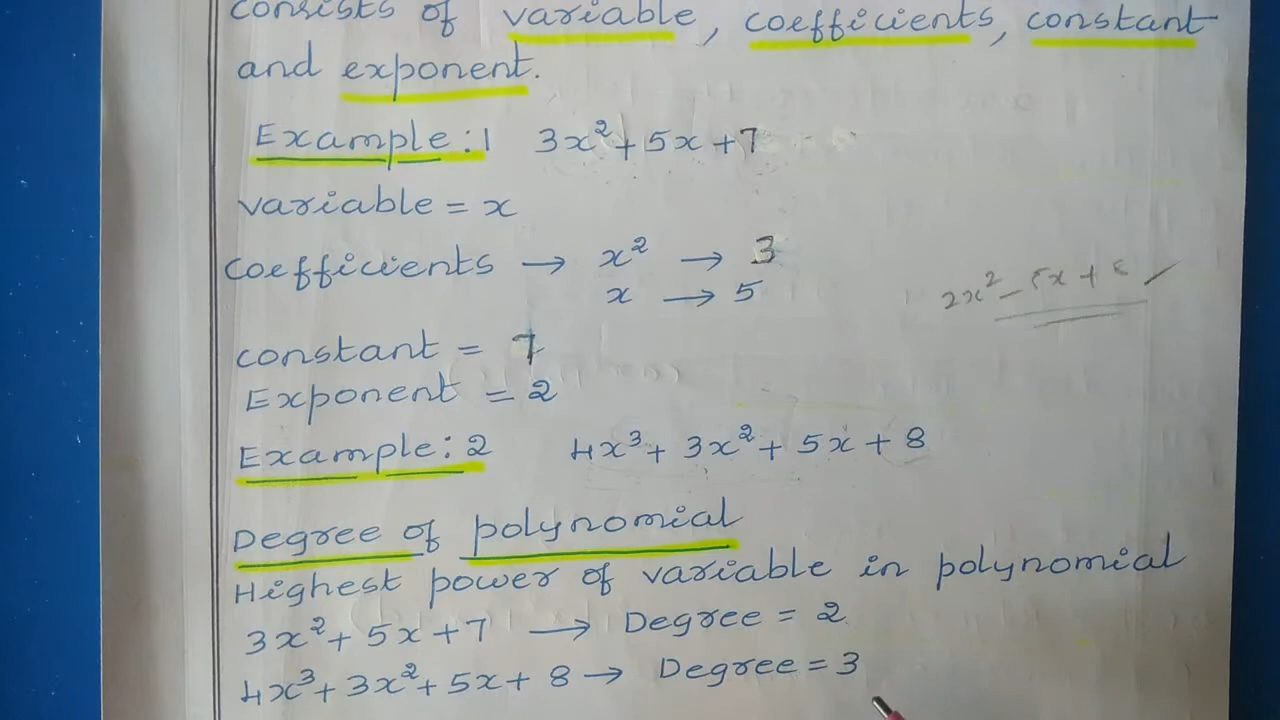 consists of variable, coefficients, constant
and exponent.
Example:1 3x²+5x+7
variable = x
coefficients → x² → 3
x → 5
2x² - 5x +
constant = 7
Exponent = 2
Example:2 4x³+ 3x²+ 5x + 8
Degree of polynomial
Highest power of variable in polynomial
3x²+ 5x+7 → Degree = 2
4x³+ 3x²+ 5x+ 8 → Degree = 3